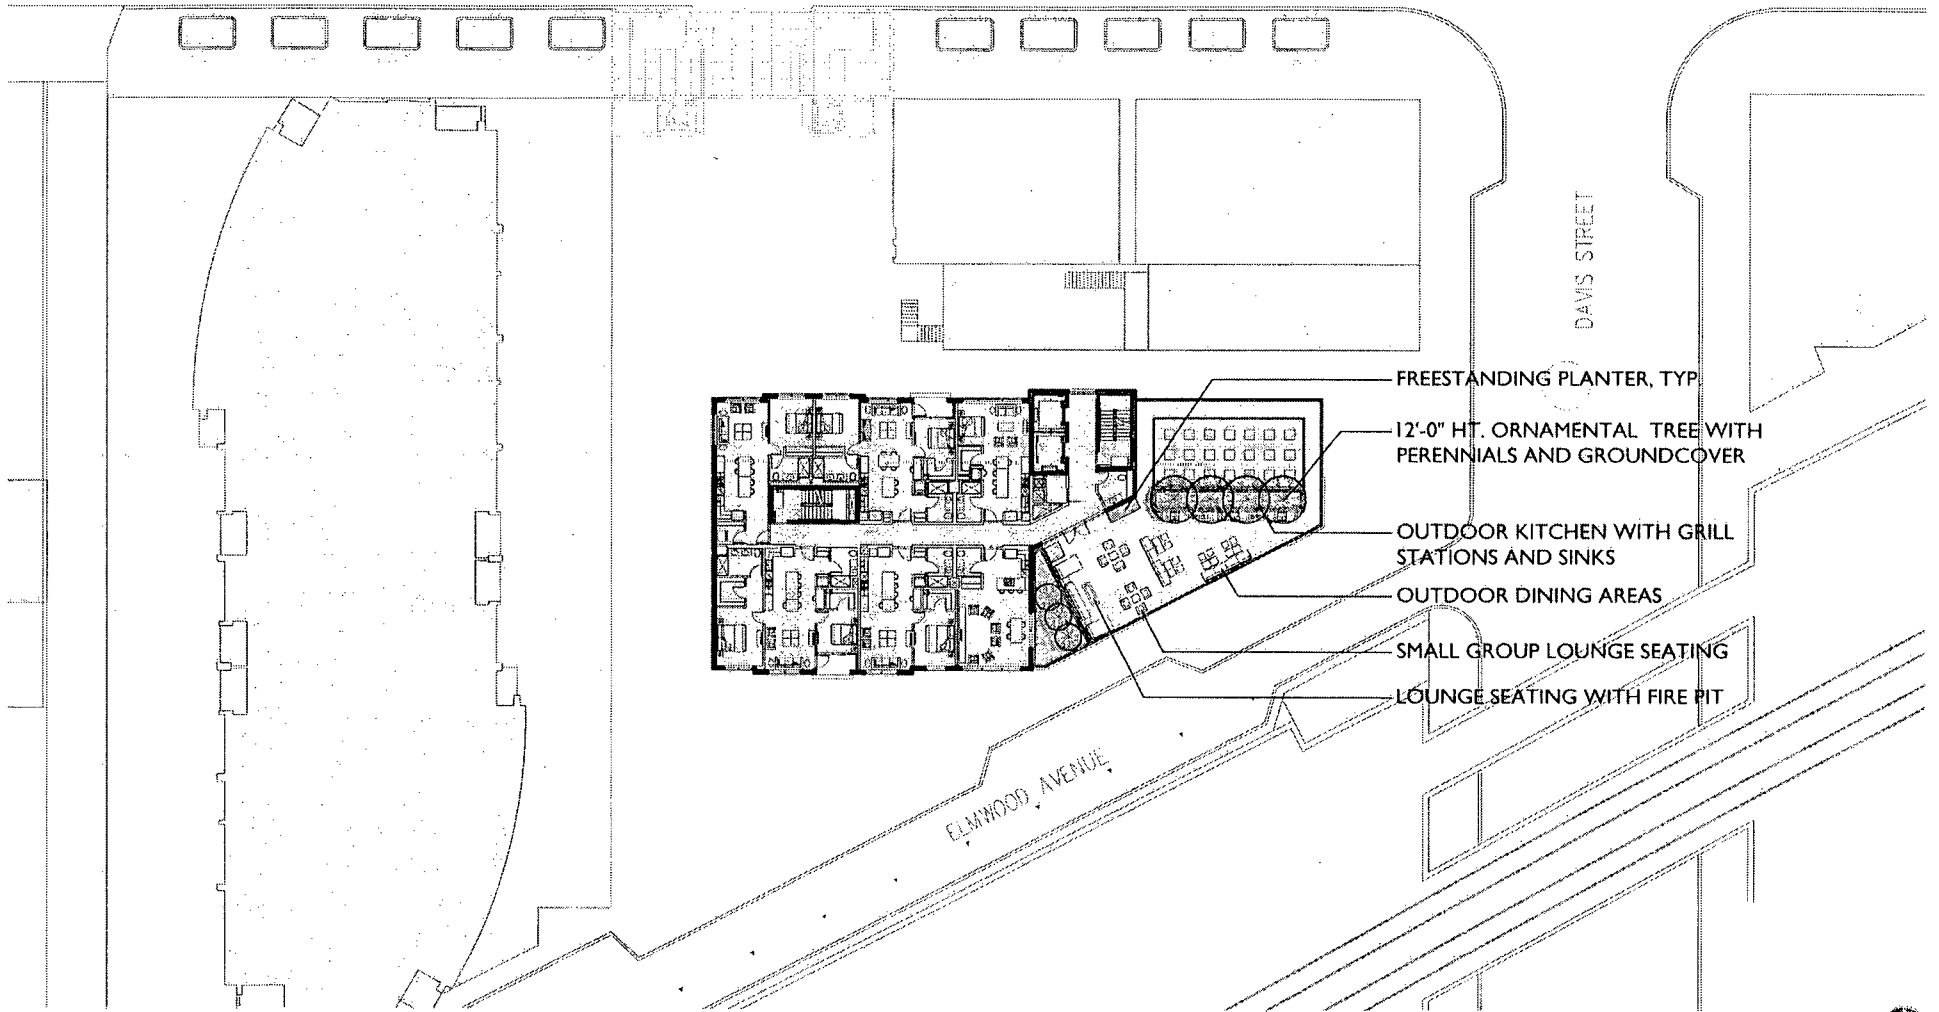 DAVIS STREET
FREESTANDING PLANTER, TYP.
12'-0" HT. ORNAMENTAL TREE WITH
PERENNIALS AND GROUNDCOVER
OUTDOOR KITCHEN WITH GRILL
STATIONS AND SINKS
OUTDOOR DINING AREAS
SMALL GROUP LOUNGE SEATING
LOUNGE SEATING WITH FIRE PIT
ELMWOOD AVENUE